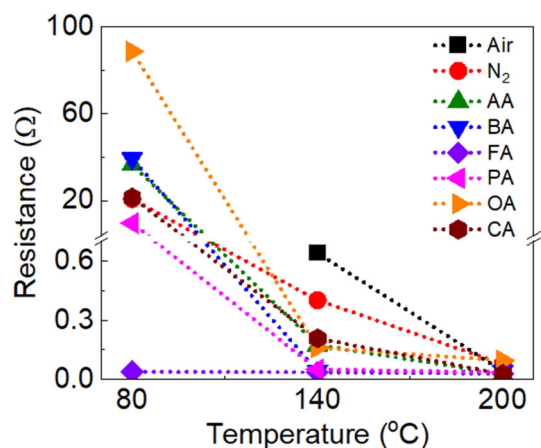 100
60
20
0.6
0.3
0.0
80
140
200
Resistance (Ω)
Temperature (°C)
Air
N₂
AA
BA
FA
PA
OA
CA